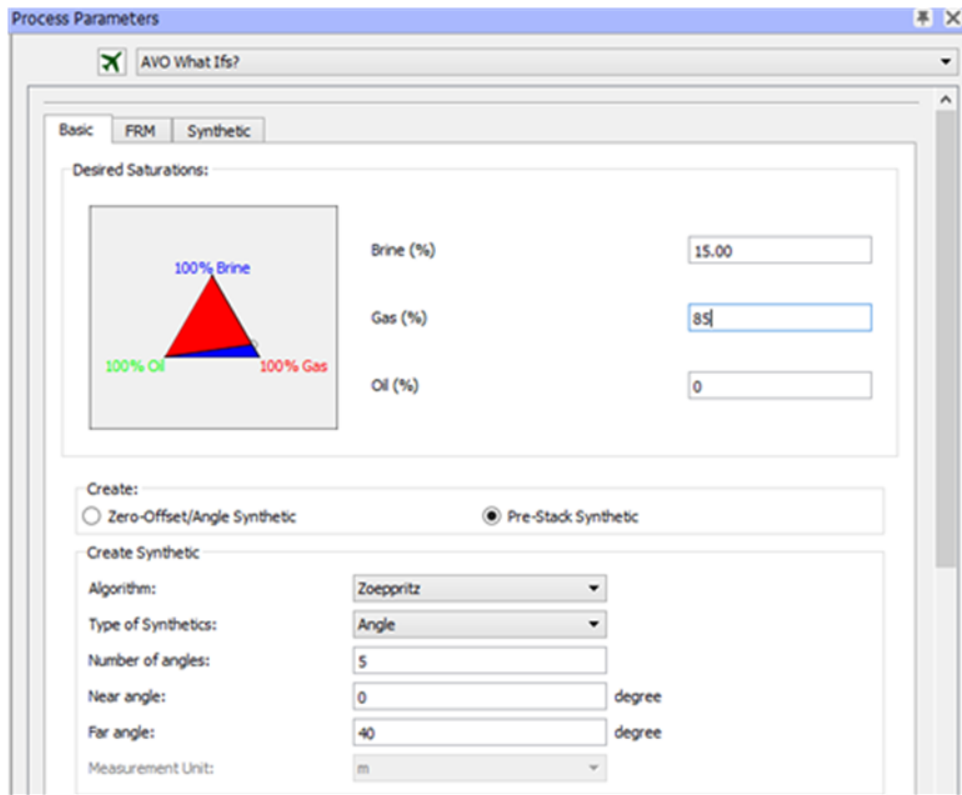 Process Parameters
AVO What Ifs?
Basic FRM Synthetic
Desired Saturations:
100% Brine
100% Oil 100% Gas
Brine (%) 15.00
Gas (%) 85
Oil (%) 0
Create:
Zero-Offset/Angle Synthetic Pre-Stack Synthetic
Create Synthetic
Algorithm: Zoeppritz
Type of Synthetics: Angle
Number of angles: 5
Near angle: 0 degree
Far angle: 40 degree
Measurement Unit: m